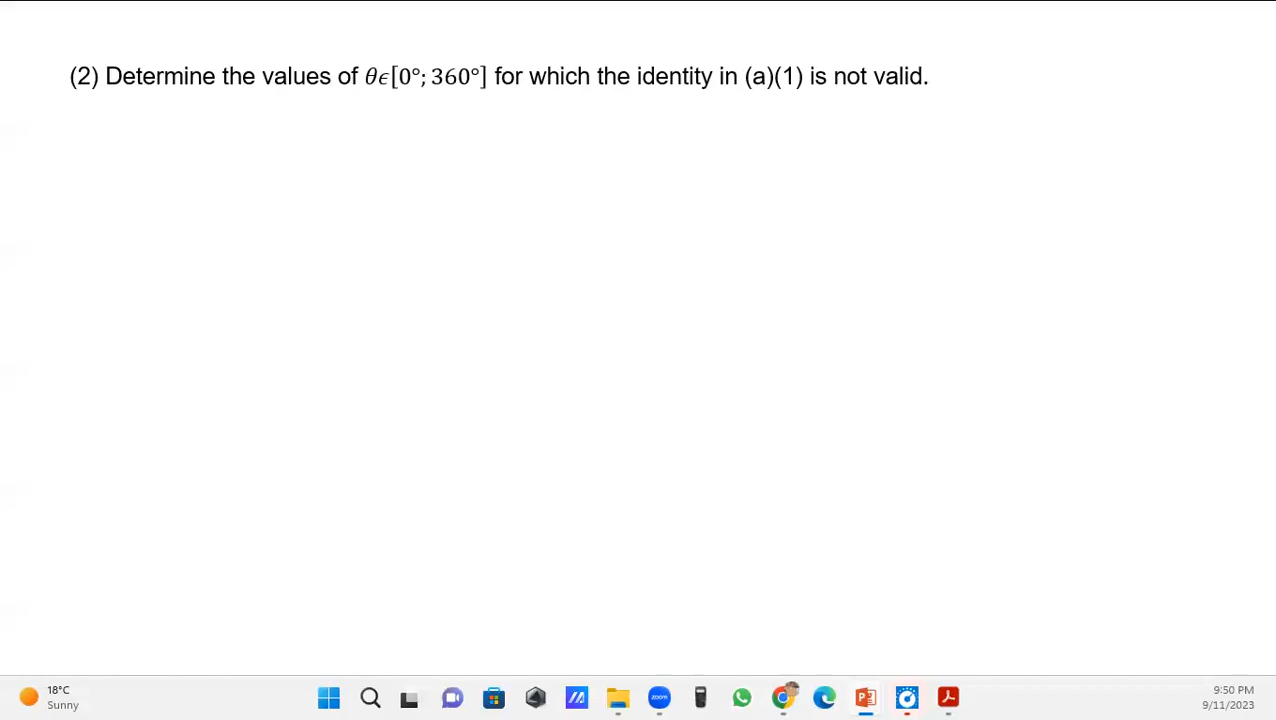 (2) Determine the values of θϵ[0°; 360°] for which the identity in (a)(1) is not valid.
18°C
Sunny
zoom
9:50 PM
9/11/2023